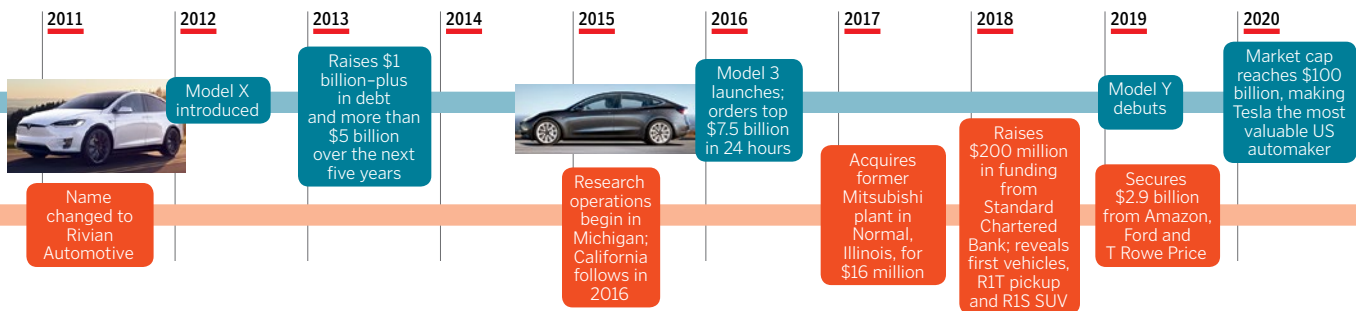 2011
2012
2013
2014
2015
2016
2017
2018
2019
2020
Model X
introduced
Raises $1
billion–plus
in debt
and more than
$5 billion
over the next
five years
Model 3
launches;
orders top
$7.5 billion
in 24 hours
Model Y
debuts
Market cap
reaches $100
billion, making
Tesla the most
valuable US
automaker
Name
changed to
Rivian
Automotive
Research
operations
begin in
Michigan;
California
follows in
2016
Acquires
former
Mitsubishi
plant in
Normal,
Illinois, for
$16 million
Raises
$200 million
in funding
from
Standard
Chartered
Bank; reveals
first vehicles,
R1T pickup
and R1S SUV
Secures
$2.9 billion
from Amazon,
Ford and
T Rowe Price